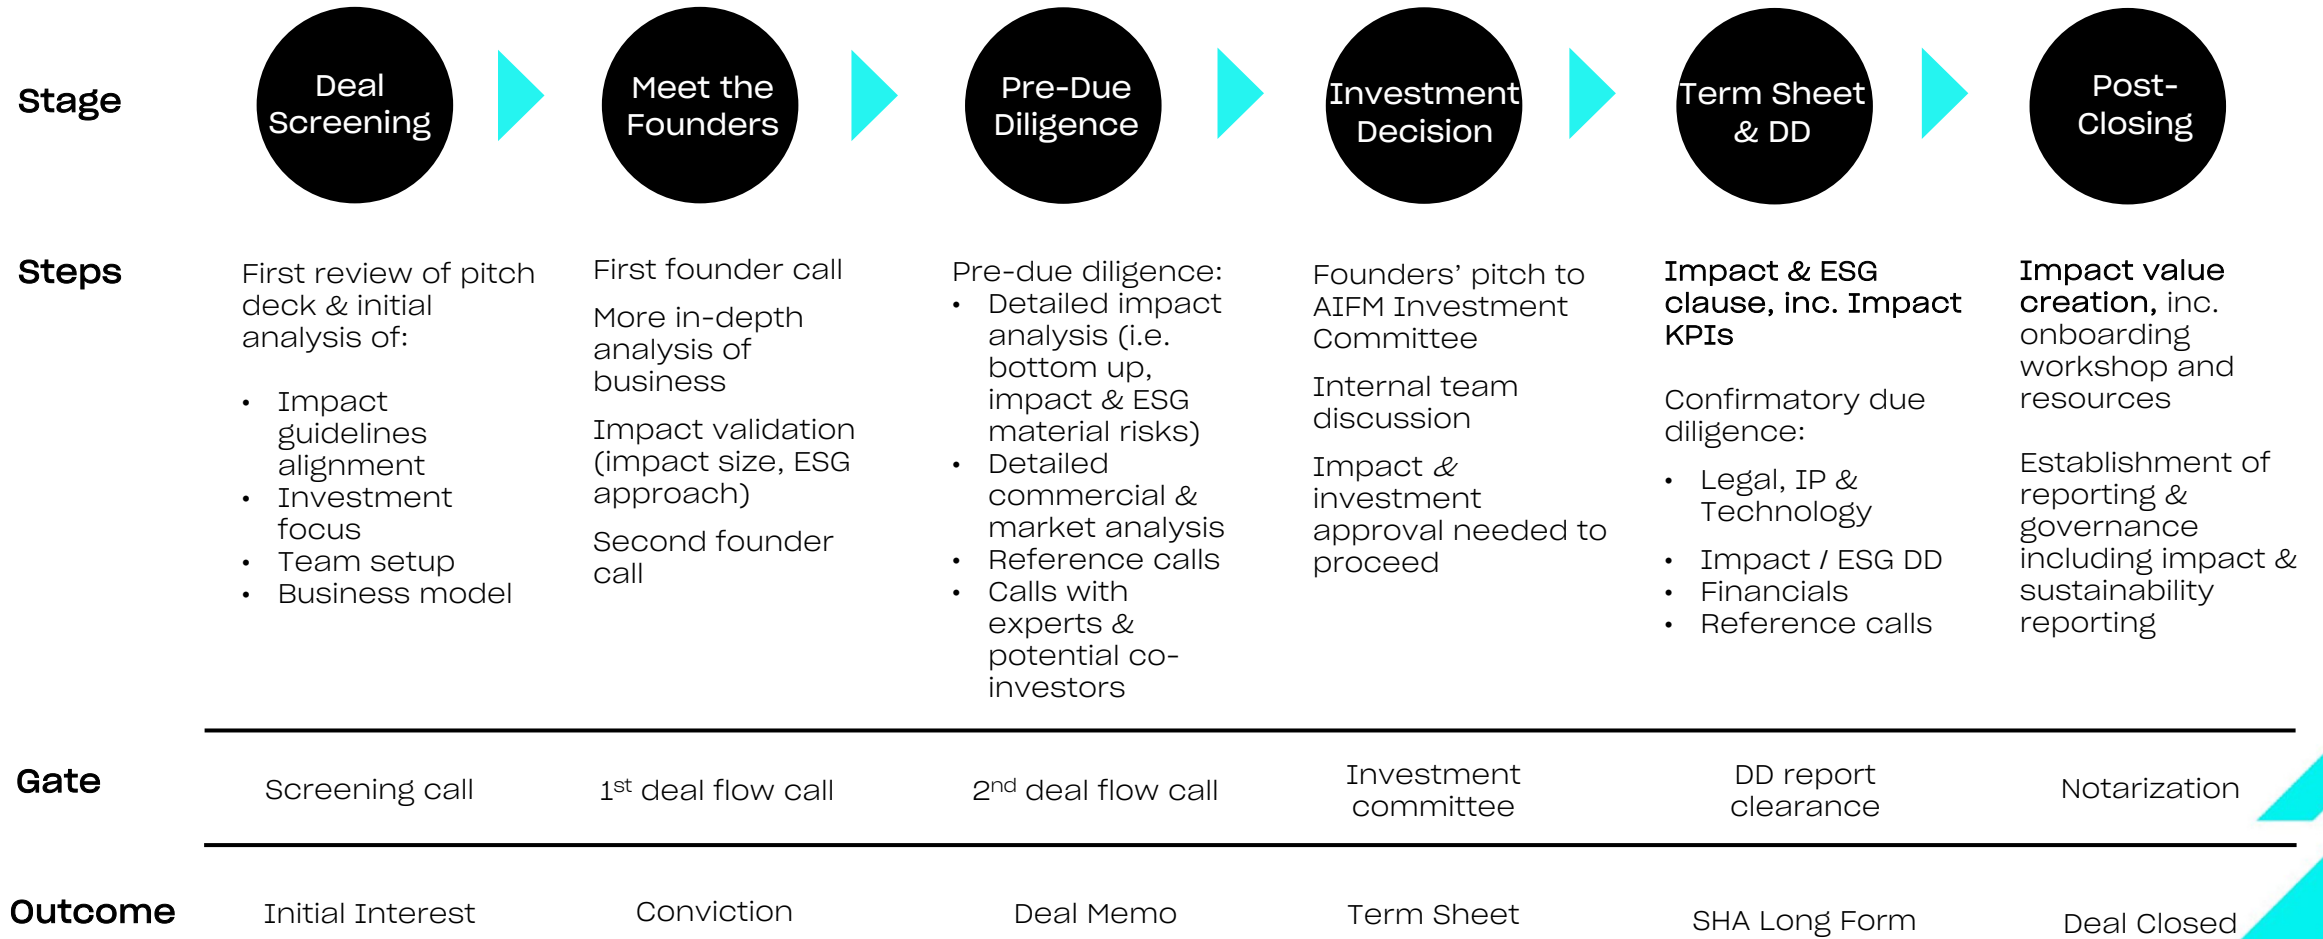 Stage
Deal
Screening
Meet the
Founders
Pre-Due
Diligence
Investment
Decision
Term Sheet
& DD
Post-
Closing
Steps
First review of pitch
deck & initial
analysis of:
• Impact
guidelines
alignment
• Investment
focus
• Team setup
• Business model
First founder call
More in-depth
analysis of
business
Impact validation
(impact size, ESG
approach)
Second founder
call
Pre-due diligence:
• Detailed impact
analysis (i.e.
bottom up,
impact & ESG
material risks)
• Detailed
commercial &
market analysis
• Reference calls
• Calls with
experts &
potential co-
investors
Founders’ pitch to
AIFM Investment
Committee
Internal team
discussion
Impact &
investment
approval needed to
proceed
Impact & ESG
clause, inc. Impact
KPIs
Confirmatory due
diligence:
• Legal, IP &
Technology
• Impact / ESG DD
• Financials
• Reference calls
Impact value
creation, inc.
onboarding
workshop and
resources
Establishment of
reporting &
governance
including impact &
sustainability
reporting
Gate
Screening call
1st deal flow call
2nd deal flow call
Investment
committee
DD report
clearance
Notarization
Outcome
Initial Interest
Conviction
Deal Memo
Term Sheet
SHA Long Form
Deal Closed